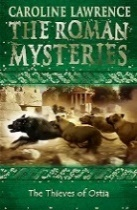 CAROLINE LAWRENCE
THE ROMAN
MYSTERIES
The Thieves of Ostia